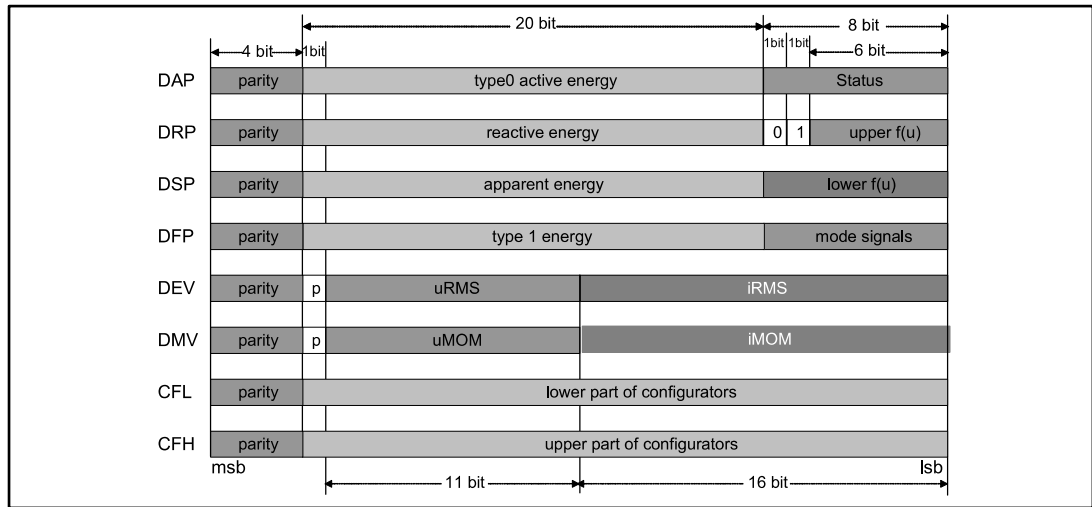 20 bit
8 bit
4 bit
1bit
1bit
1bit
6 bit
DAP
parity
type0 active energy
Status
DRP
parity
reactive energy
0
1
upper f(u)
DSP
parity
apparent energy
lower f(u)
DFP
parity
type 1 energy
mode signals
DEV
parity
p
uRMS
iRMS
DMV
parity
p
uMOM
iMOM
CFL
parity
lower part of configurators
CFH
parity
upper part of configurators
msb
lsb
11 bit
16 bit